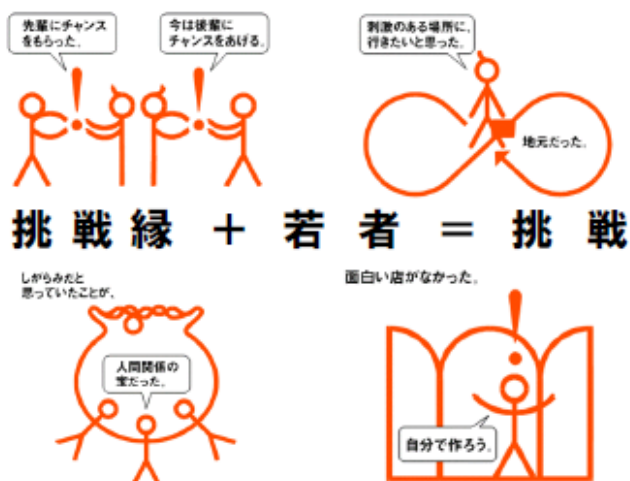 先輩にチャンス
をもらった。
今は後輩に
チャンスをあげる。
刺激のある場所に、
行きたいと思った。
地元だった。
挑戦縁 + 若者 = 挑戦
しがらみだと
思っていたことが、
人間関係の
宝だった。
面白い店がなかった。
自分で作ろう。